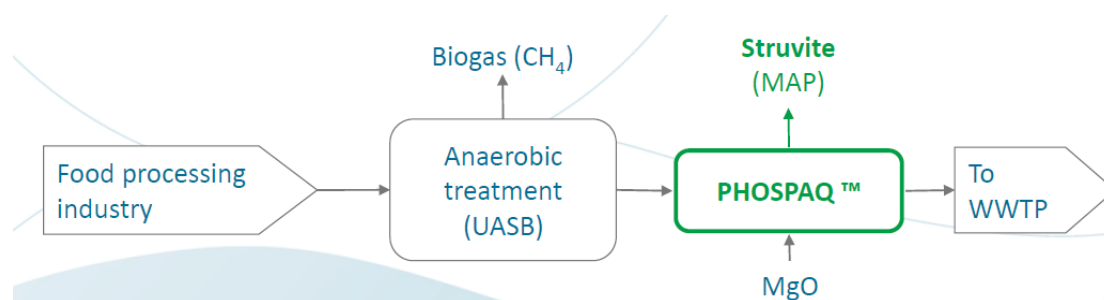 Biogas (CH₄)
Struvite
(MAP)
Food processing
industry
Anaerobic
treatment
(UASB)
PHOSPAQ ™
To
WWTP
MgO